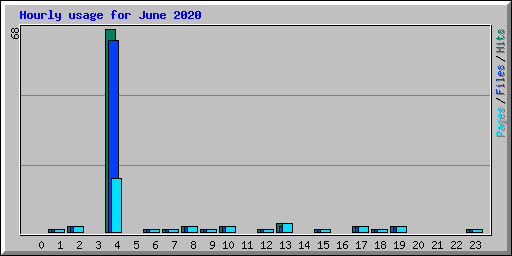 Hourly usage for June 2020
68
Pages/Files/Hits
0 1 2 3 4 5 6 7 8 9 10 11 12 13 14 15 16 17 18 19 20 21 22 23